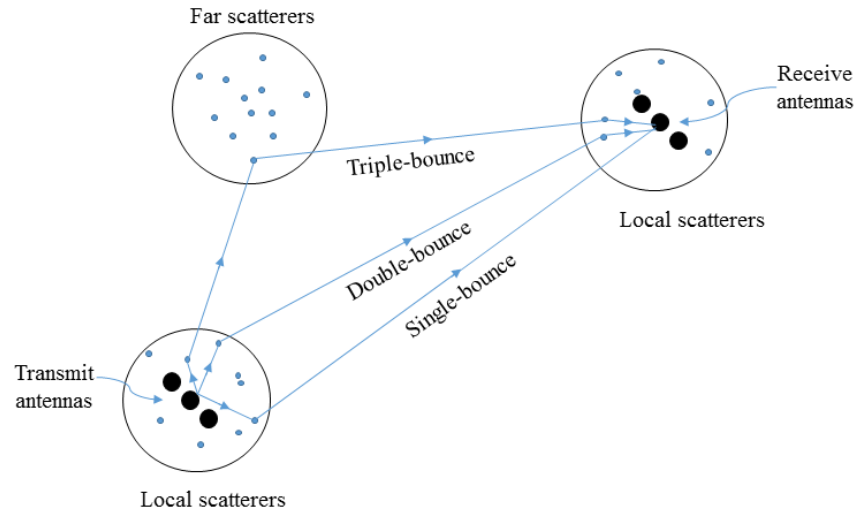 Far scatterers
Receive
antennas
Triple-bounce
Local scatterers
Double-bounce
Single-bounce
Transmit
antennas
Local scatterers